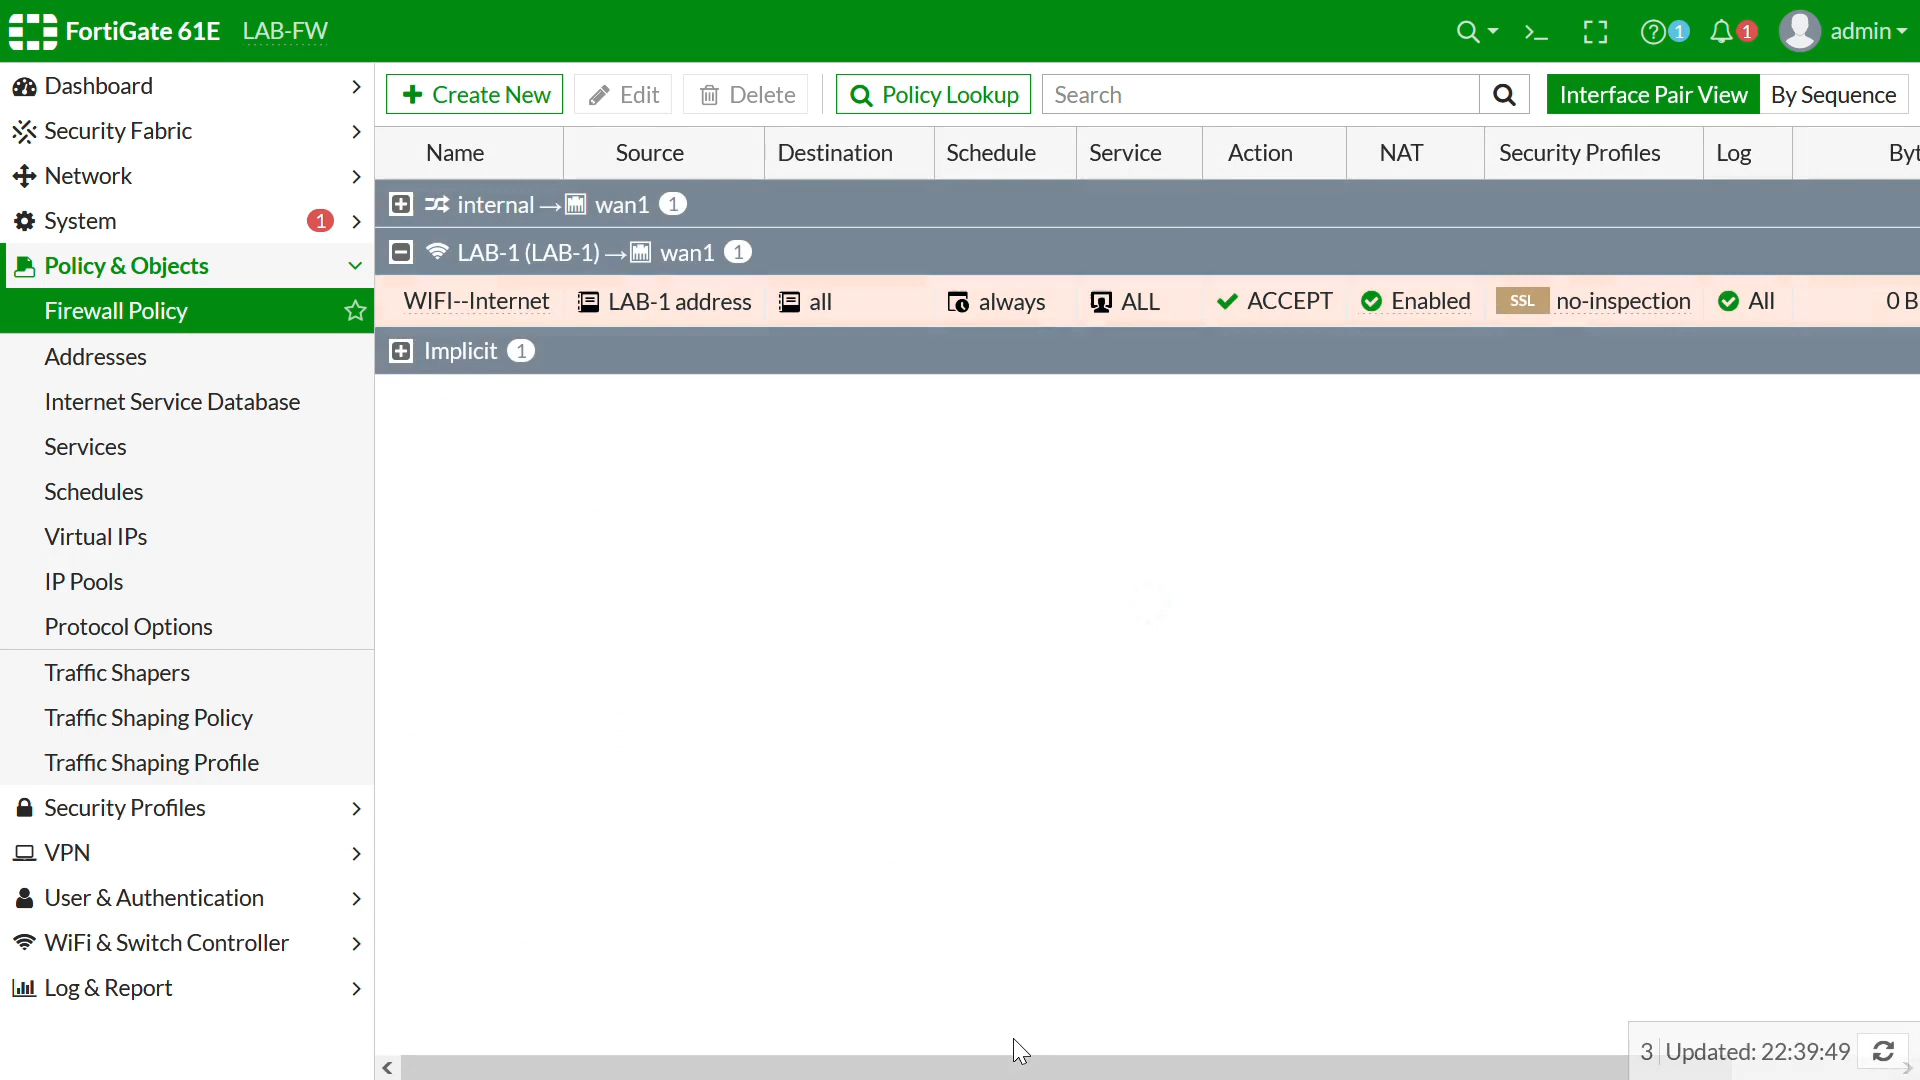 FortiGate 61E LAB-FW 1 1 admin
Dashboard
Security Fabric
Network
System 1
Policy & Objects
Firewall Policy
Addresses
Internet Service Database
Services
Schedules
Virtual IPs
IP Pools
Protocol Options
Traffic Shapers
Traffic Shaping Policy
Traffic Shaping Profile
Security Profiles
VPN
User & Authentication
WiFi & Switch Controller
Log & Report
Create New Edit Delete Policy Lookup Search Interface Pair View By Sequence
Name Source Destination Schedule Service Action NAT Security Profiles Log Byt
internal → wan1 1
LAB-1 (LAB-1) → wan1 1
WIFI--Internet LAB-1 address all always ALL ACCEPT Enabled SSL no-inspection All 0 B
Implicit 1
3 Updated: 22:39:49